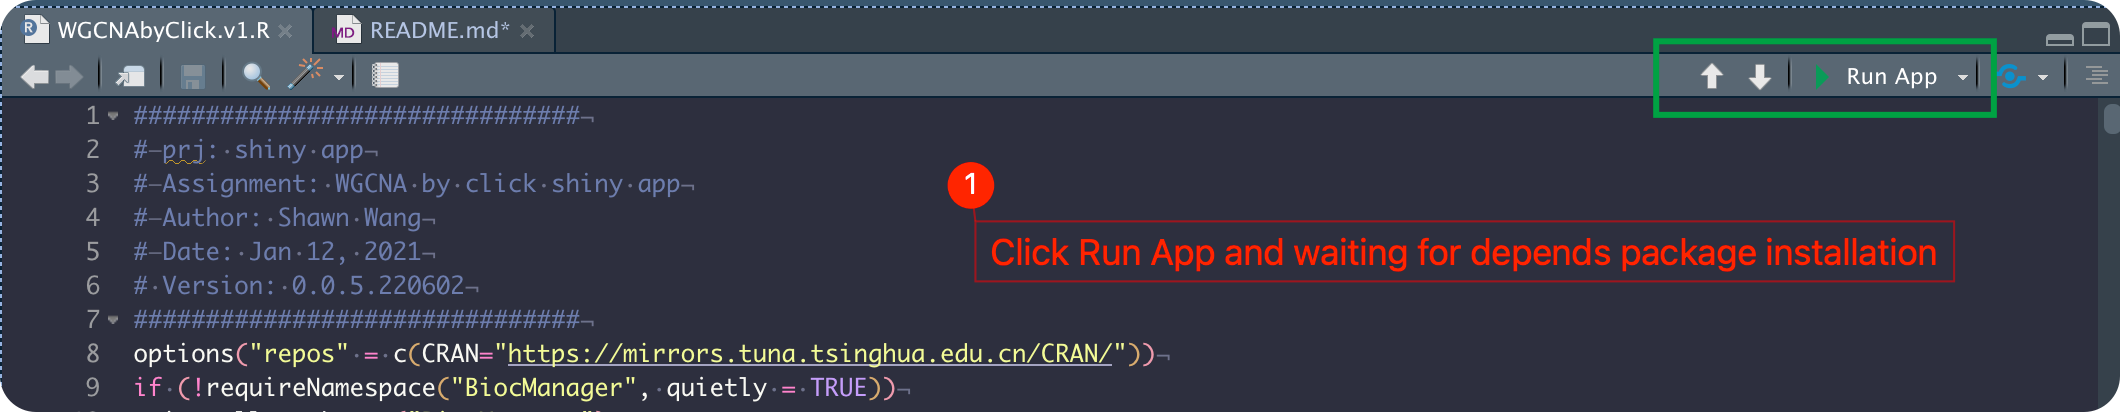 WGCNAbyClick.v1.R
README.md*
Run App
1 ###############################¬
2 #—prj:·shiny app¬
3 #—Assignment:·WGCNA·by·click·shiny·app¬
4 #—Author:·Shawn·Wang¬
5 #—Date:·Jan·12,·2021¬
6 #·Version:·0.0.5.220602¬
7 ###############################¬
8 options("repos"·=·c(CRAN="https://mirrors.tuna.tsinghua.edu.cn/CRAN/"))¬
9 if·(!requireNamespace("BiocManager",·quietly·=·TRUE))¬
1
Click Run App and waiting for depends package installation